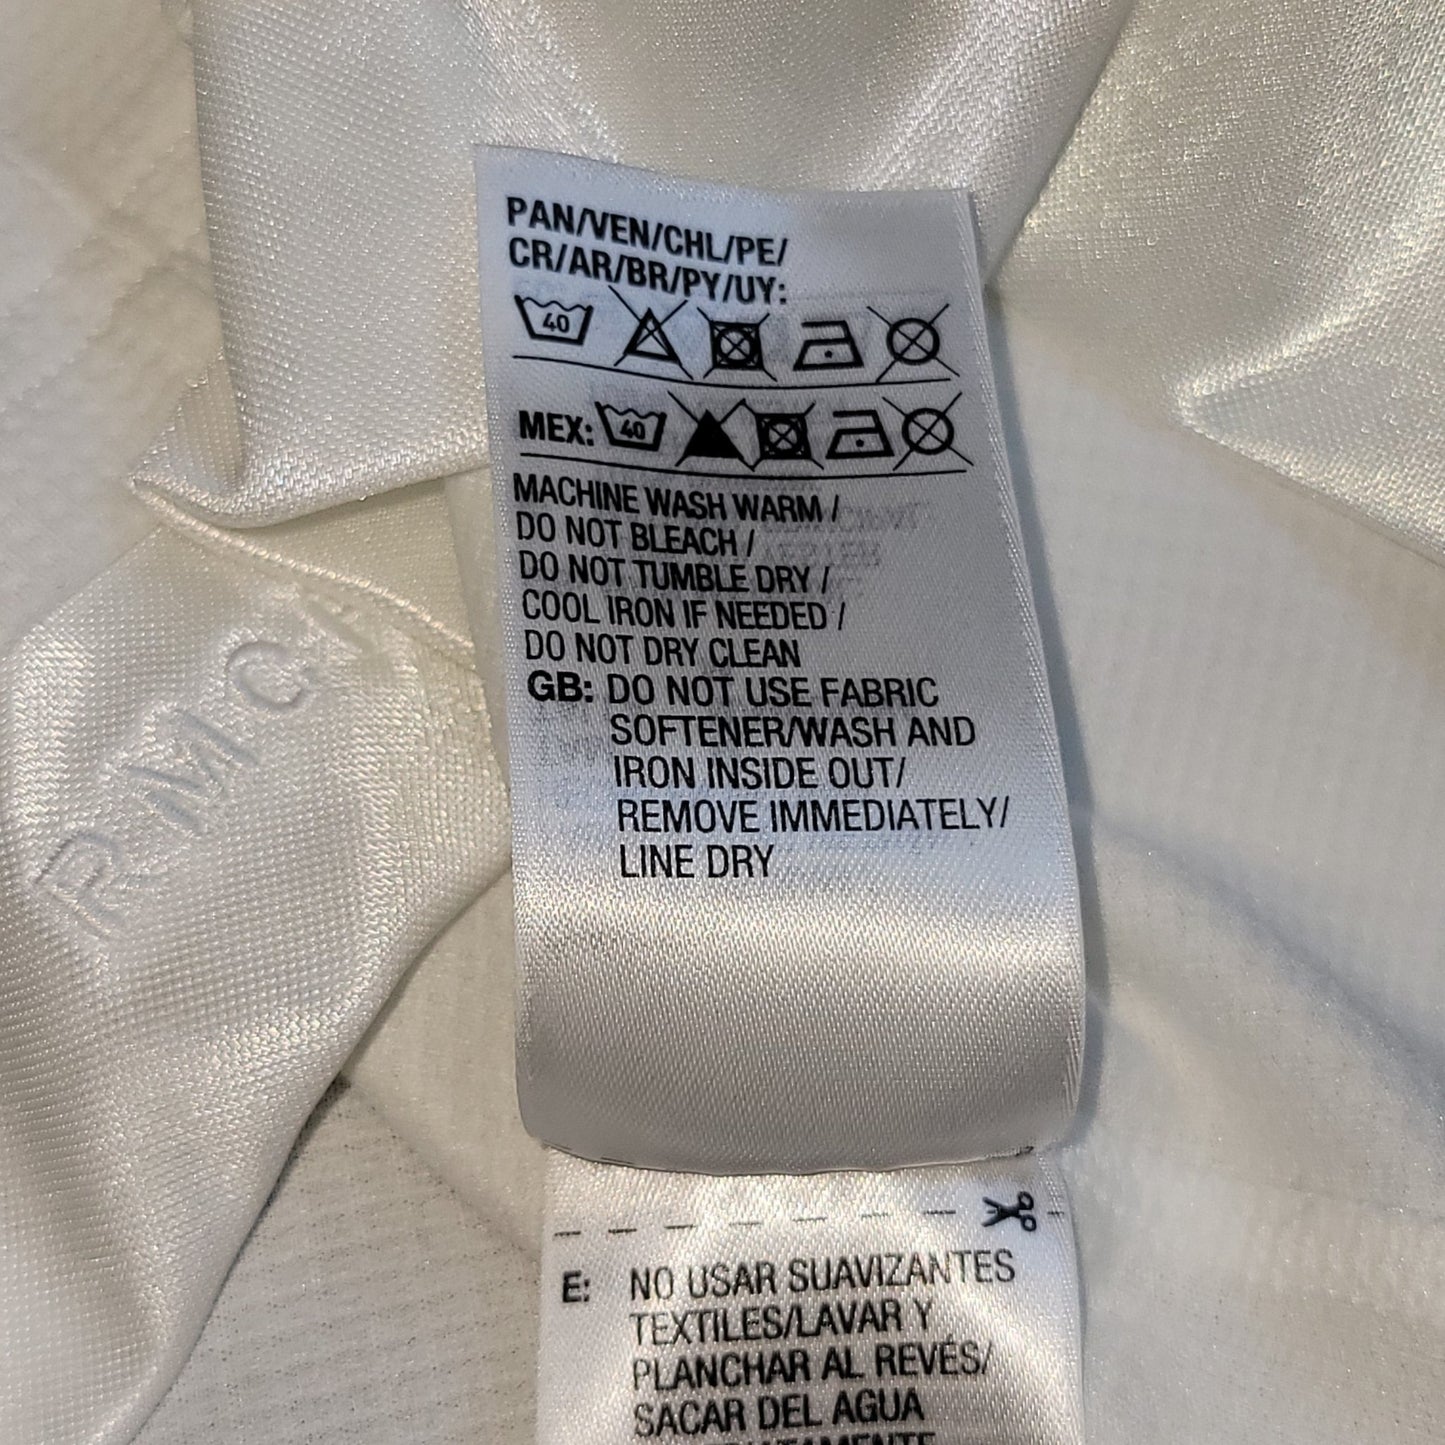 PAN/VEN/CHL/PE/
CR/AR/BR/PY/UY:
40
MEX: 40
MACHINE WASH WARM /
DO NOT BLEACH /
DO NOT TUMBLE DRY /
COOL IRON IF NEEDED /
DO NOT DRY CLEAN
GB: DO NOT USE FABRIC
SOFTENER/WASH AND
IRON INSIDE OUT/
REMOVE IMMEDIATELY/
LINE DRY
E: NO USAR SUAVIZANTES
TEXTILES/LAVAR Y
PLANCHAR AL REVÉS/
SACAR DEL AGUA
RMC